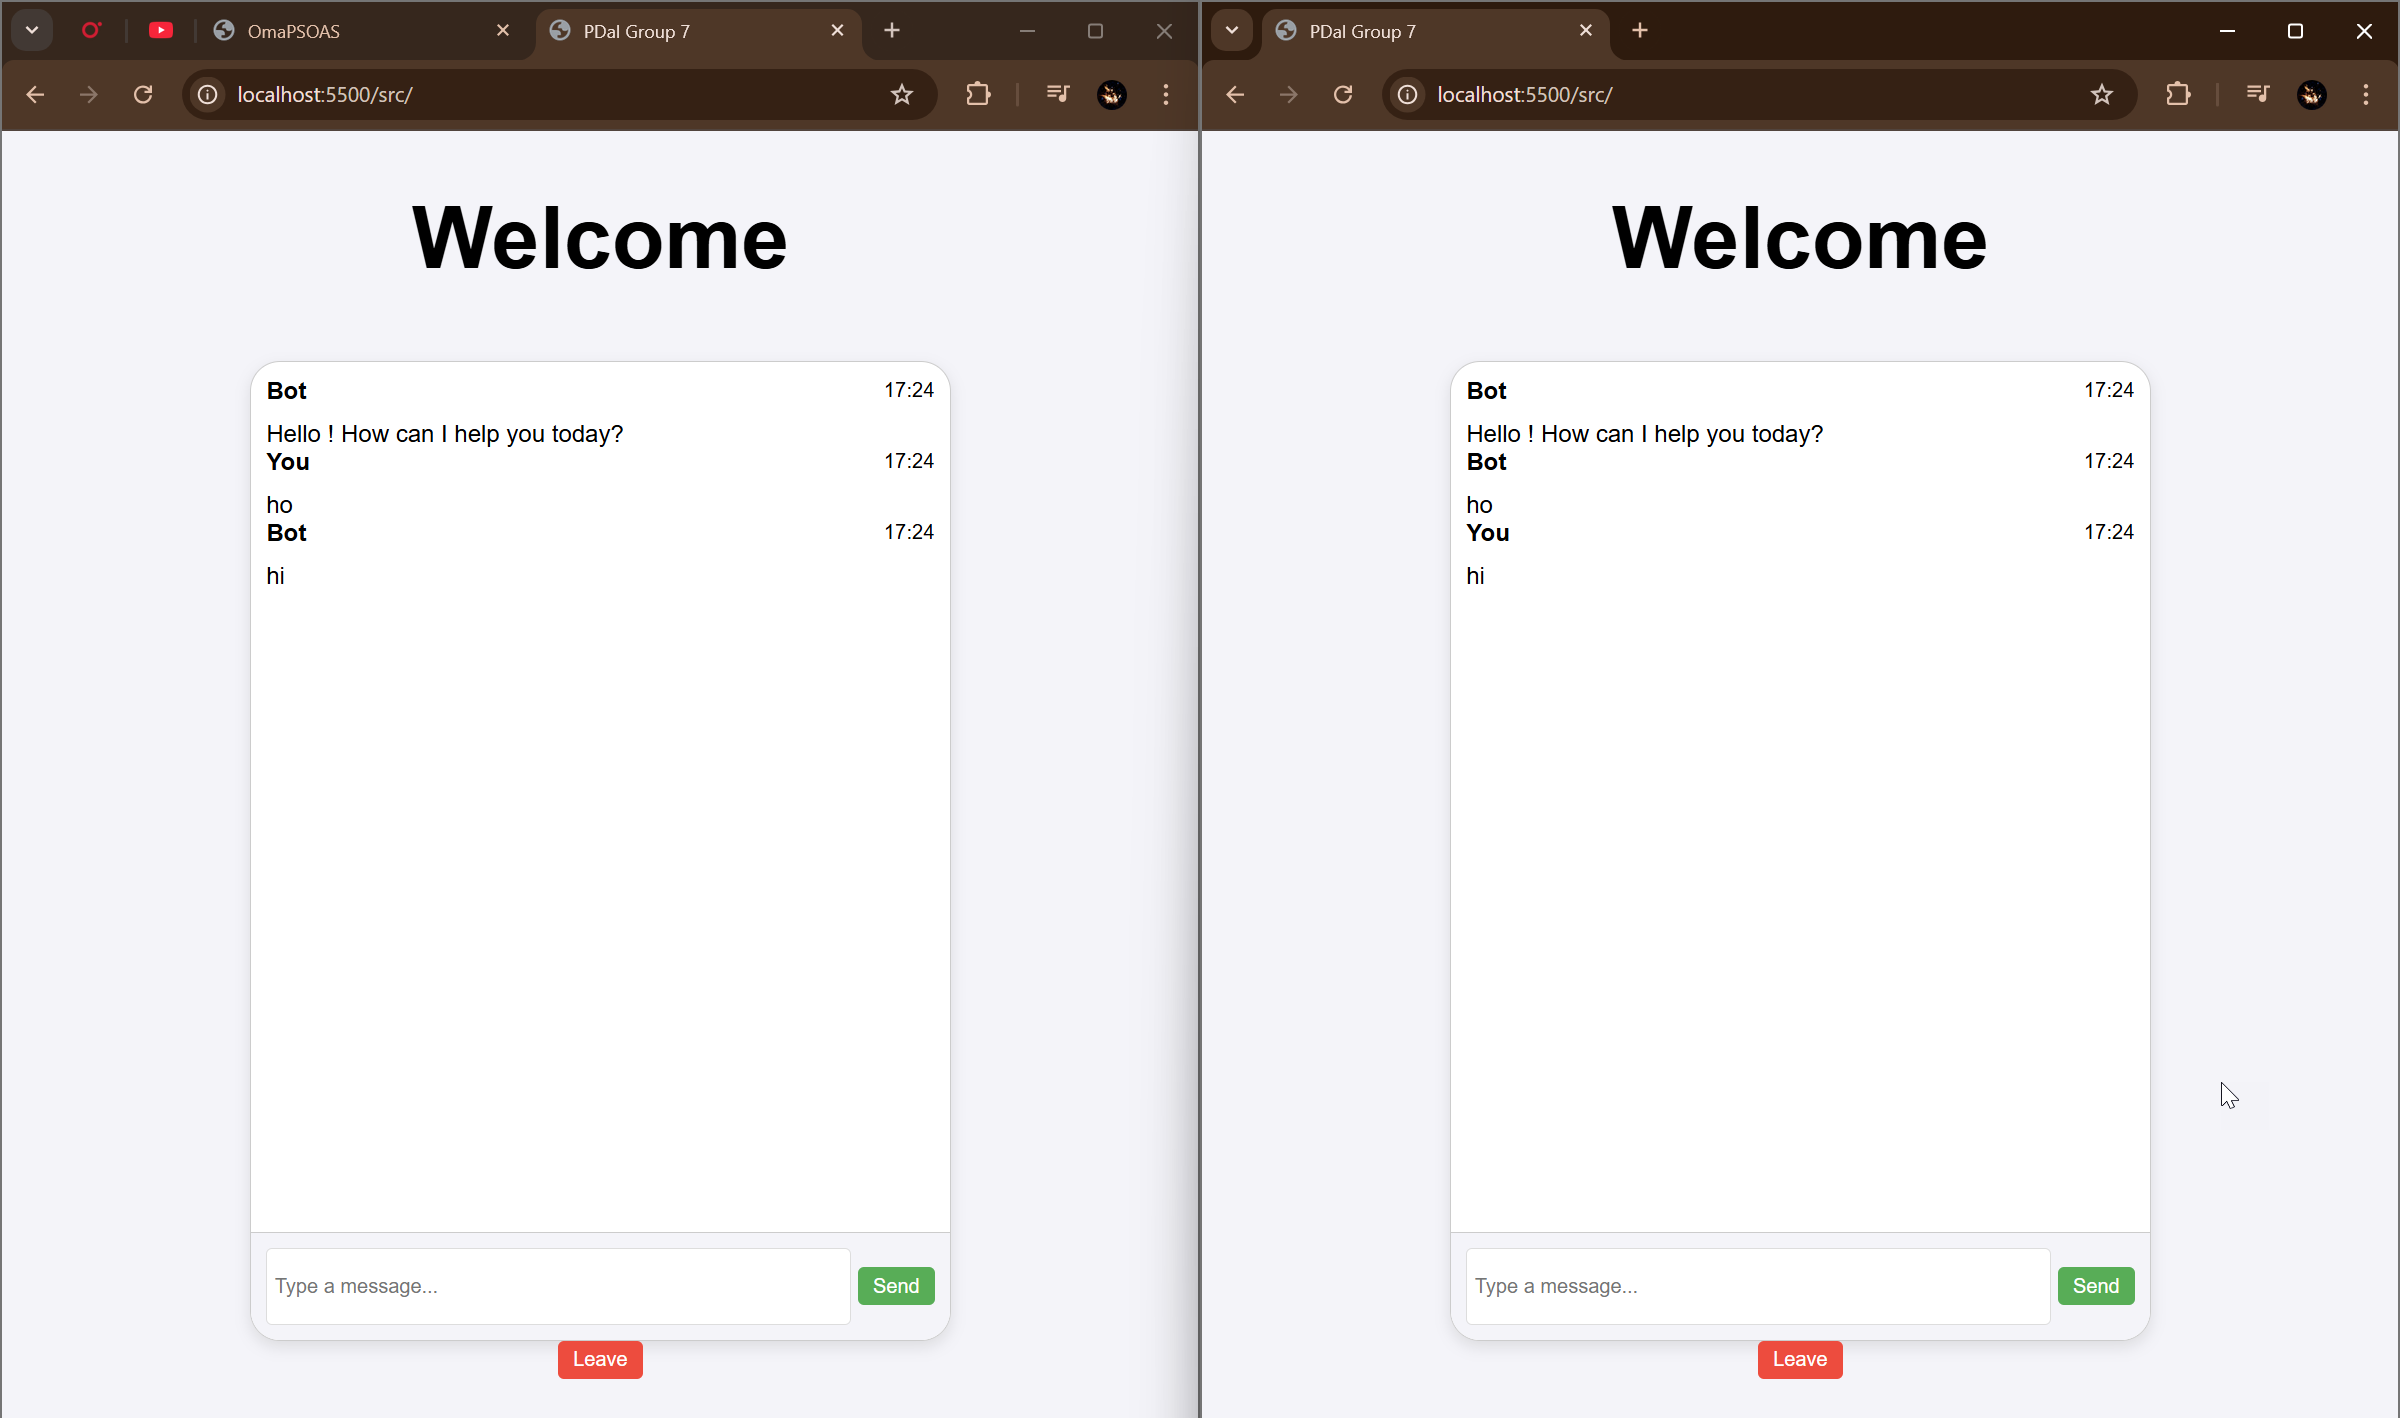 OmaPSOAS
PDal Group 7
localhost:5500/src/
Welcome
Bot 17:24
Hello ! How can I help you today?
You 17:24
ho
Bot 17:24
hi
Type a message...
Send
Leave
PDal Group 7
localhost:5500/src/
Welcome
Bot 17:24
Hello ! How can I help you today?
Bot 17:24
ho
You 17:24
hi
Type a message...
Send
Leave